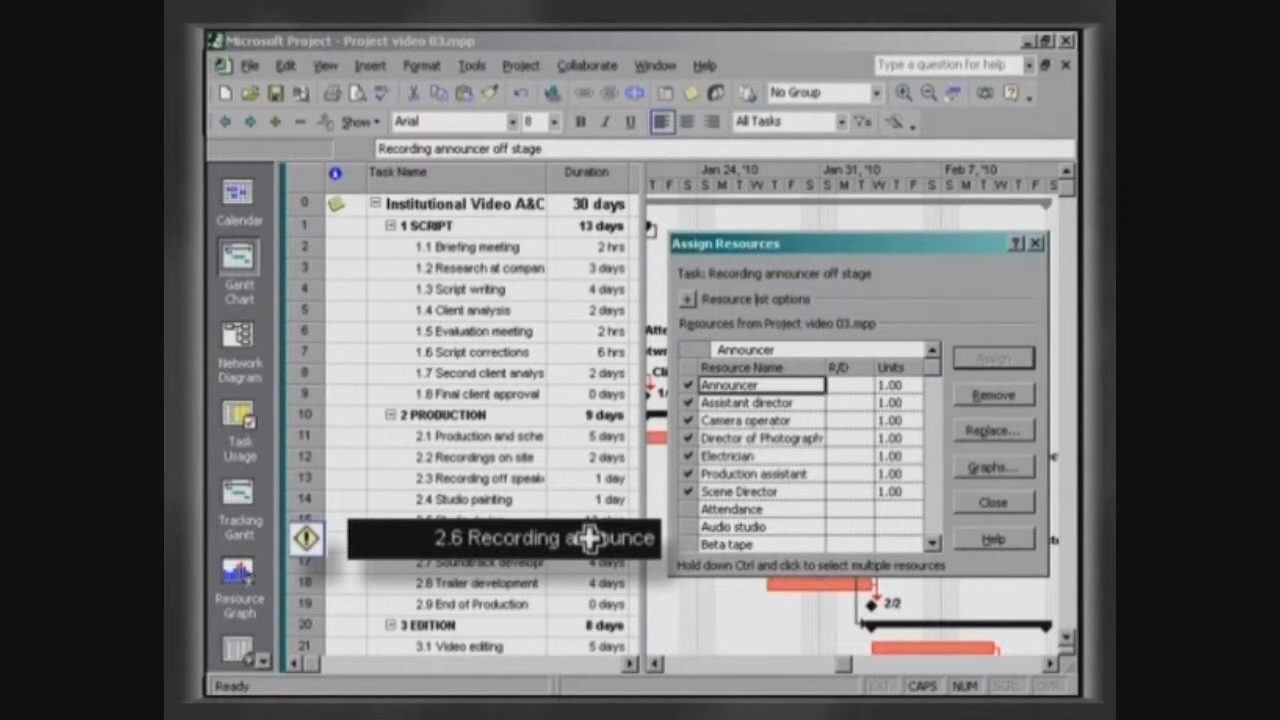 Microsoft Project - Project video 03.mpp
File Edit View Insert Format Tools Project Collaborate Window Help
Type a question for help
No Group
Show Arial 8 B I U All Tasks
Recording announcer off stage
Task Name Duration
Jan 24, '10 Jan 31, '10 Feb 7, '10
T F S S M T W T F S S M T W T F S S M T W T F S
0 Institutional Video A&C 30 days
1 1 SCRIPT 13 days
2 1.1 Briefing meeting 2 hrs
3 1.2 Research at compan 3 days
4 1.3 Script writing 4 days
5 1.4 Client analysis 2 days
6 1.5 Evaluation meeting 2 hrs
7 1.6 Script corrections 6 hrs
8 1.7 Second client analys 2 days
9 1.8 Final client approval 0 days
10 2 PRODUCTION 9 days
11 2.1 Production and sche 5 days
12 2.2 Recordings on site 2 days
13 2.3 Recording off speak 1 day
14 2.4 Studio painting 1 day
2.6 Recording announce
17 2.7 Soundtrack develop 4 days
18 2.8 Trailer development 4 days
19 2.9 End of Production 0 days
20 3 EDITION 8 days
21 3.1 Video editing 5 days
Calendar
Gantt
Chart
Network
Diagram
Task
Usage
Tracking
Gantt
Resource
Graph
Assign Resources
Task: Recording announcer off stage
Resource list options
Resources from Project video 03.mpp
Announcer
Resource Name R/D Units
Announcer 1.00
Assistant director 1.00
Camera operator 1.00
Director of Photography 1.00
Electrician 1.00
Production assistant 1.00
Scene Director 1.00
Attendance
Audio studio
Beta tape
Assign
Remove
Replace...
Graphs...
Close
Help
Hold down Ctrl and click to select multiple resources
2/2
Ready
EXT CAPS NUM SCRL OVR